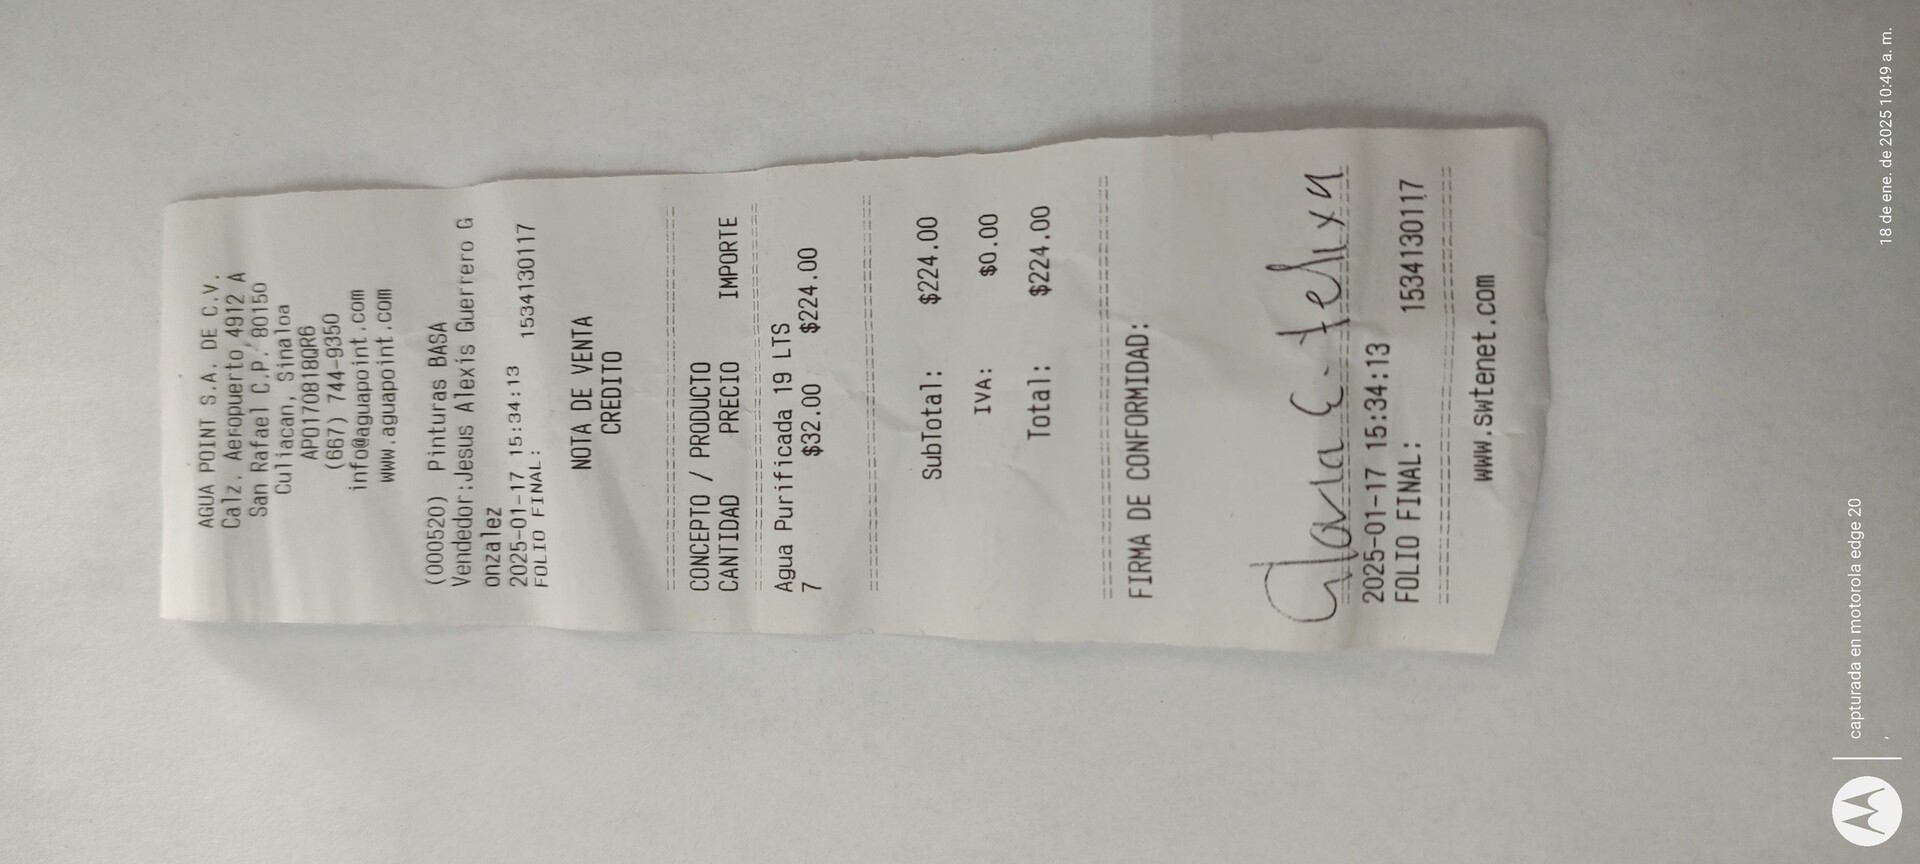 AGUA POINT S.A. DE C.V.
Calz. Aeropuerto 4912 A
San Rafael C.P. 80150
Culiacan, Sinaloa
APO170818QR6
(667) 744-9350
info@aguapoint.com
www.aguapoint.com
(000520) Pinturas BASA
Vendedor:Jesus Alexis Guerrero G
onzalez
2025-01-17 15:34:13
FOLIO FINAL: 1534130117
NOTA DE VENTA
CREDITO
CONCEPTO / PRODUCTO
CANTIDAD PRECIO IMPORTE
Agua Purificada 19 LTS
7 $32.00 $224.00
SubTotal: $224.00
IVA: $0.00
Total: $224.00
FIRMA DE CONFORMIDAD:
2025-01-17 15:34:13
FOLIO FINAL: 1534130117
www.swtenet.com
capturada en motorola edge 20
18 de ene. de 2025 10:49 a. m.